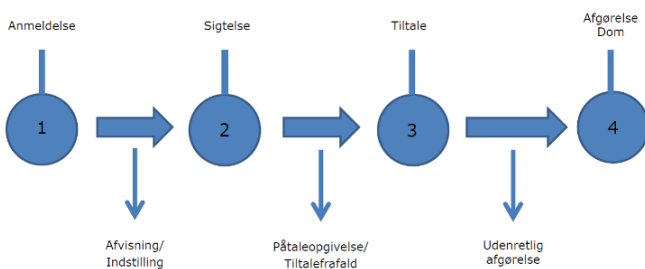 Anmeldelse
Sigtelse
Tiltale
Afgørelse
Dom
1
2
3
4
Afvisning/
Indstilling
Påtaleopgivelse/
Tiltalefrafald
Udenretlig
afgørelse